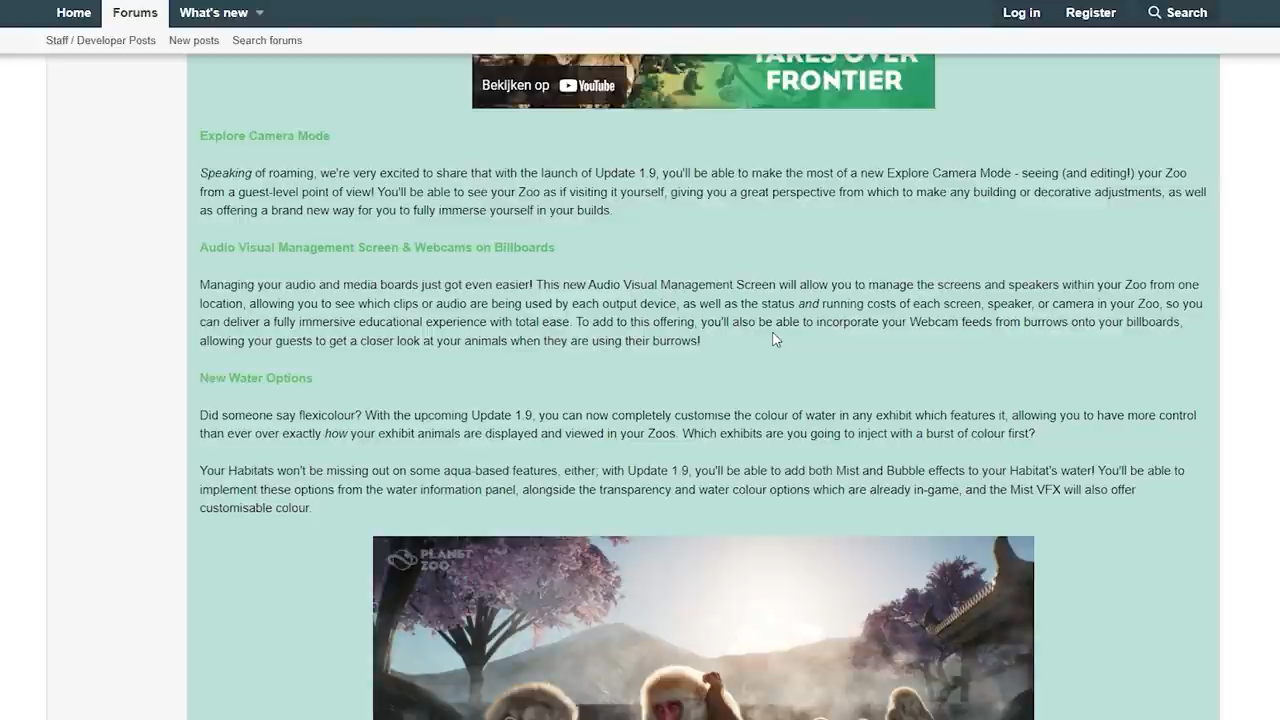 Home Forums What's new Log in Register Search
Staff / Developer Posts New posts Search forums
TAKES OVER
FRONTIER
Bekijken op YouTube
Explore Camera Mode
Speaking of roaming, we're very excited to share that with the launch of Update 1.9, you'll be able to make the most of a new Explore Camera Mode - seeing (and editing!) your Zoo
from a guest-level point of view! You'll be able to see your Zoo as if visiting it yourself, giving you a great perspective from which to make any building or decorative adjustments, as well
as offering a brand new way for you to fully immerse yourself in your builds.
Audio Visual Management Screen & Webcams on Billboards
Managing your audio and media boards just got even easier! This new Audio Visual Management Screen will allow you to manage the screens and speakers within your Zoo from one
location, allowing you to see which clips or audio are being used by each output device, as well as the status and running costs of each screen, speaker, or camera in your Zoo, so you
can deliver a fully immersive educational experience with total ease. To add to this offering, you'll also be able to incorporate your Webcam feeds from burrows onto your billboards,
allowing your guests to get a closer look at your animals when they are using their burrows!
New Water Options
Did someone say flexicolour? With the upcoming Update 1.9, you can now completely customise the colour of water in any exhibit which features it, allowing you to have more control
than ever over exactly how your exhibit animals are displayed and viewed in your Zoos. Which exhibits are you going to inject with a burst of colour first?
Your Habitats won't be missing out on some aqua-based features, either; with Update 1.9, you'll be able to add both Mist and Bubble effects to your Habitat's water! You'll be able to
implement these options from the water information panel, alongside the transparency and water colour options which are already in-game, and the Mist VFX will also offer
customisable colour.
PLANET
ZOO